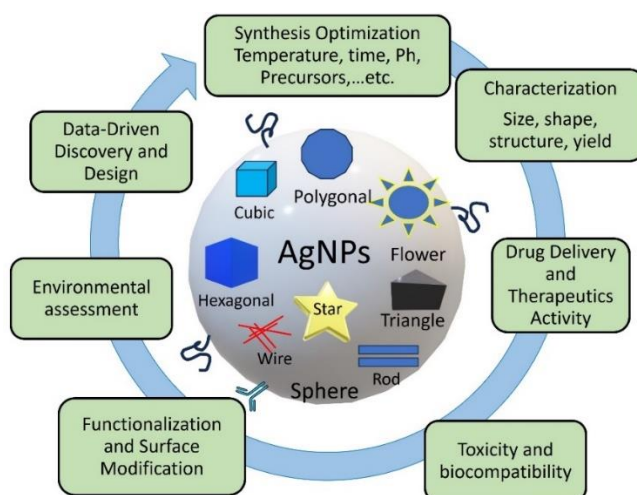 Synthesis Optimization
Temperature, time, Ph,
Precursors,...etc.
Characterization
Size, shape,
structure, yield
Drug Delivery and
Therapeutics
Activity
Toxicity and
biocompatibility
Functionalization
and Surface
Modification
Environmental
assessment
Data-Driven
Discovery and
Design
Cubic
Polygonal
Flower
AgNPs
Hexagonal
Star
Triangle
Wire
Rod
Sphere